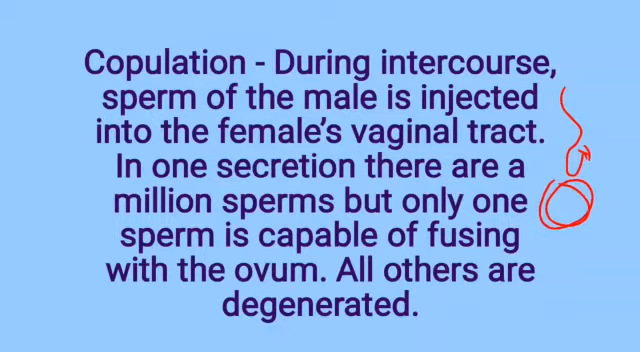 Copulation - During intercourse,
sperm of the male is injected
into the female's vaginal tract.
In one secretion there are a
million sperms but only one
sperm is capable of fusing
with the ovum. All others are
degenerated.